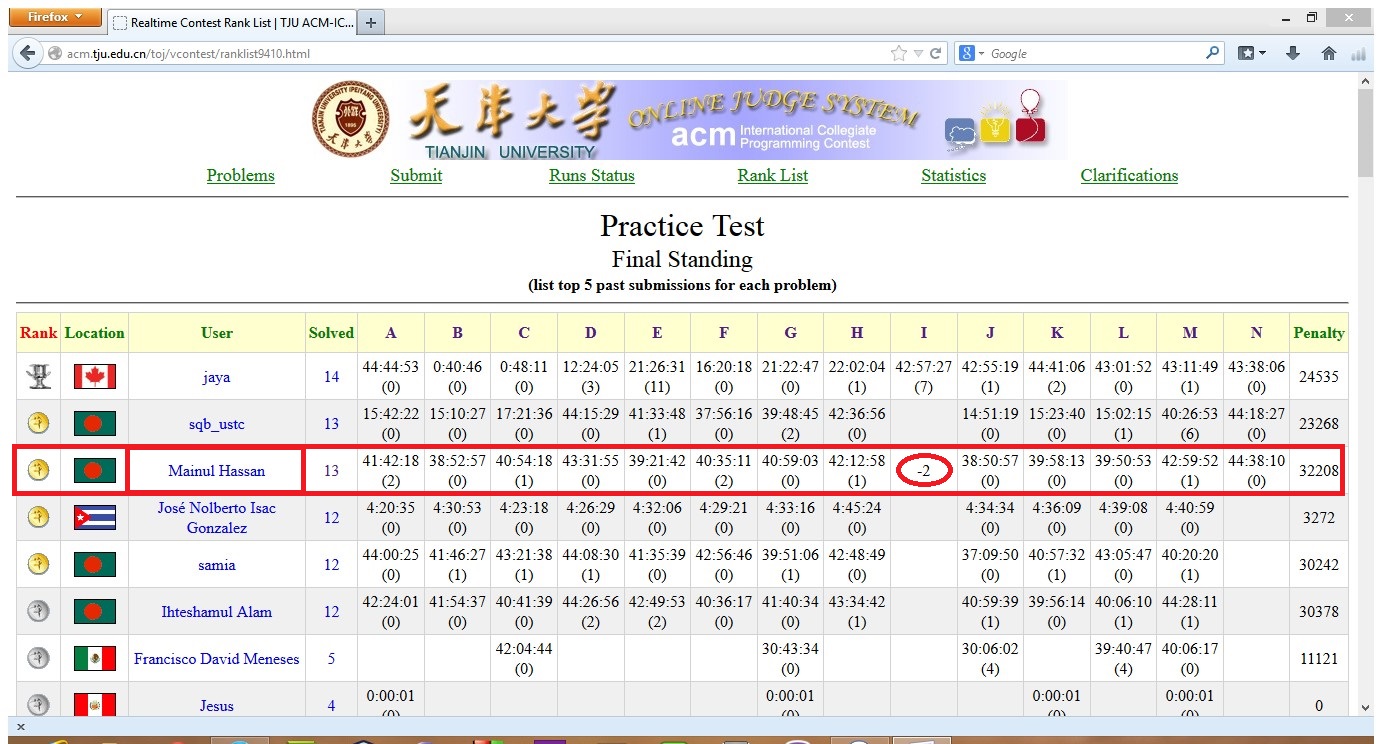 Firefox
Realtime Contest Rank List | TJU ACM-IC...
acm.tju.edu.cn/toj/vcontest/ranklist9410.html
Google
天津大学
TIANJIN UNIVERSITY
ONLINE JUDGE SYSTEM
acm International Collegiate
Programming Contest
Problems Submit Runs Status Rank List Statistics Clarifications
Practice Test
Final Standing
(list top 5 past submissions for each problem)
Rank Location User Solved A B C D E F G H I J K L M N Penalty
jaya 14 44:44:53 0:40:46 0:48:11 12:24:05 21:26:31 16:20:18 21:22:47 22:02:04 42:57:27 42:55:19 44:41:06 43:01:52 43:11:49 43:38:06 24535
(0) (0) (0) (3) (11) (0) (0) (1) (7) (1) (2) (0) (1) (0)
sqb_ustc 13 15:42:22 15:10:27 17:21:36 44:15:29 41:33:48 37:56:16 39:48:45 42:36:56 14:51:19 15:23:40 15:02:15 40:26:53 44:18:27 23268
(0) (0) (0) (0) (1) (0) (2) (0) (0) (0) (1) (6) (0)
Mainul Hassan 13 41:42:18 38:52:57 40:54:18 43:31:55 39:21:42 40:35:11 40:59:03 42:12:58 -2 38:50:57 39:58:13 39:50:53 42:59:52 44:38:10 32208
(2) (0) (1) (0) (0) (2) (0) (1) (0) (0) (0) (1) (0)
José Nolberto Isac
Gonzalez 12 4:20:35 4:30:53 4:23:18 4:26:29 4:32:06 4:29:21 4:33:16 4:45:24 4:34:34 4:36:09 4:39:08 4:40:59 3272
(0) (0) (0) (0) (0) (0) (0) (0) (0) (0) (0) (0)
samia 12 44:00:25 41:46:27 43:21:38 44:08:30 41:35:39 42:56:46 39:51:06 42:48:49 37:09:50 40:57:32 43:05:47 40:20:20 30242
(0) (1) (1) (1) (0) (0) (1) (0) (0) (1) (0) (1)
Ihteshamul Alam 12 42:24:01 41:54:37 40:41:39 44:26:56 42:49:53 40:36:17 41:40:34 43:34:42 40:59:39 39:56:14 40:06:10 44:28:11 30378
(0) (0) (0) (2) (2) (0) (0) (1) (1) (0) (1) (1)
Francisco David Meneses 5 42:04:44 30:43:34 30:06:02 39:40:47 40:06:17 11121
(0) (0) (4) (4) (0)
Jesus 4 0:00:01 0:00:01 0:00:01 0:00:01 0